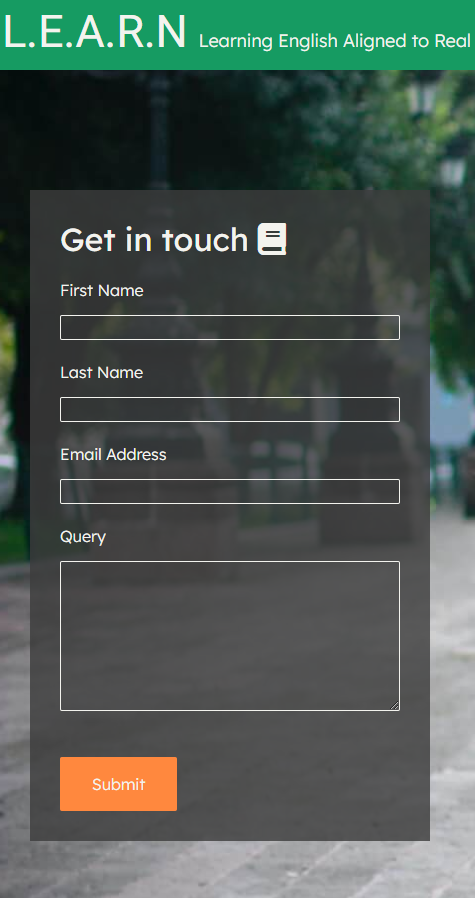 L.E.A.R.N Learning English Aligned to Real
Get in touch
First Name
Last Name
Email Address
Query
Submit